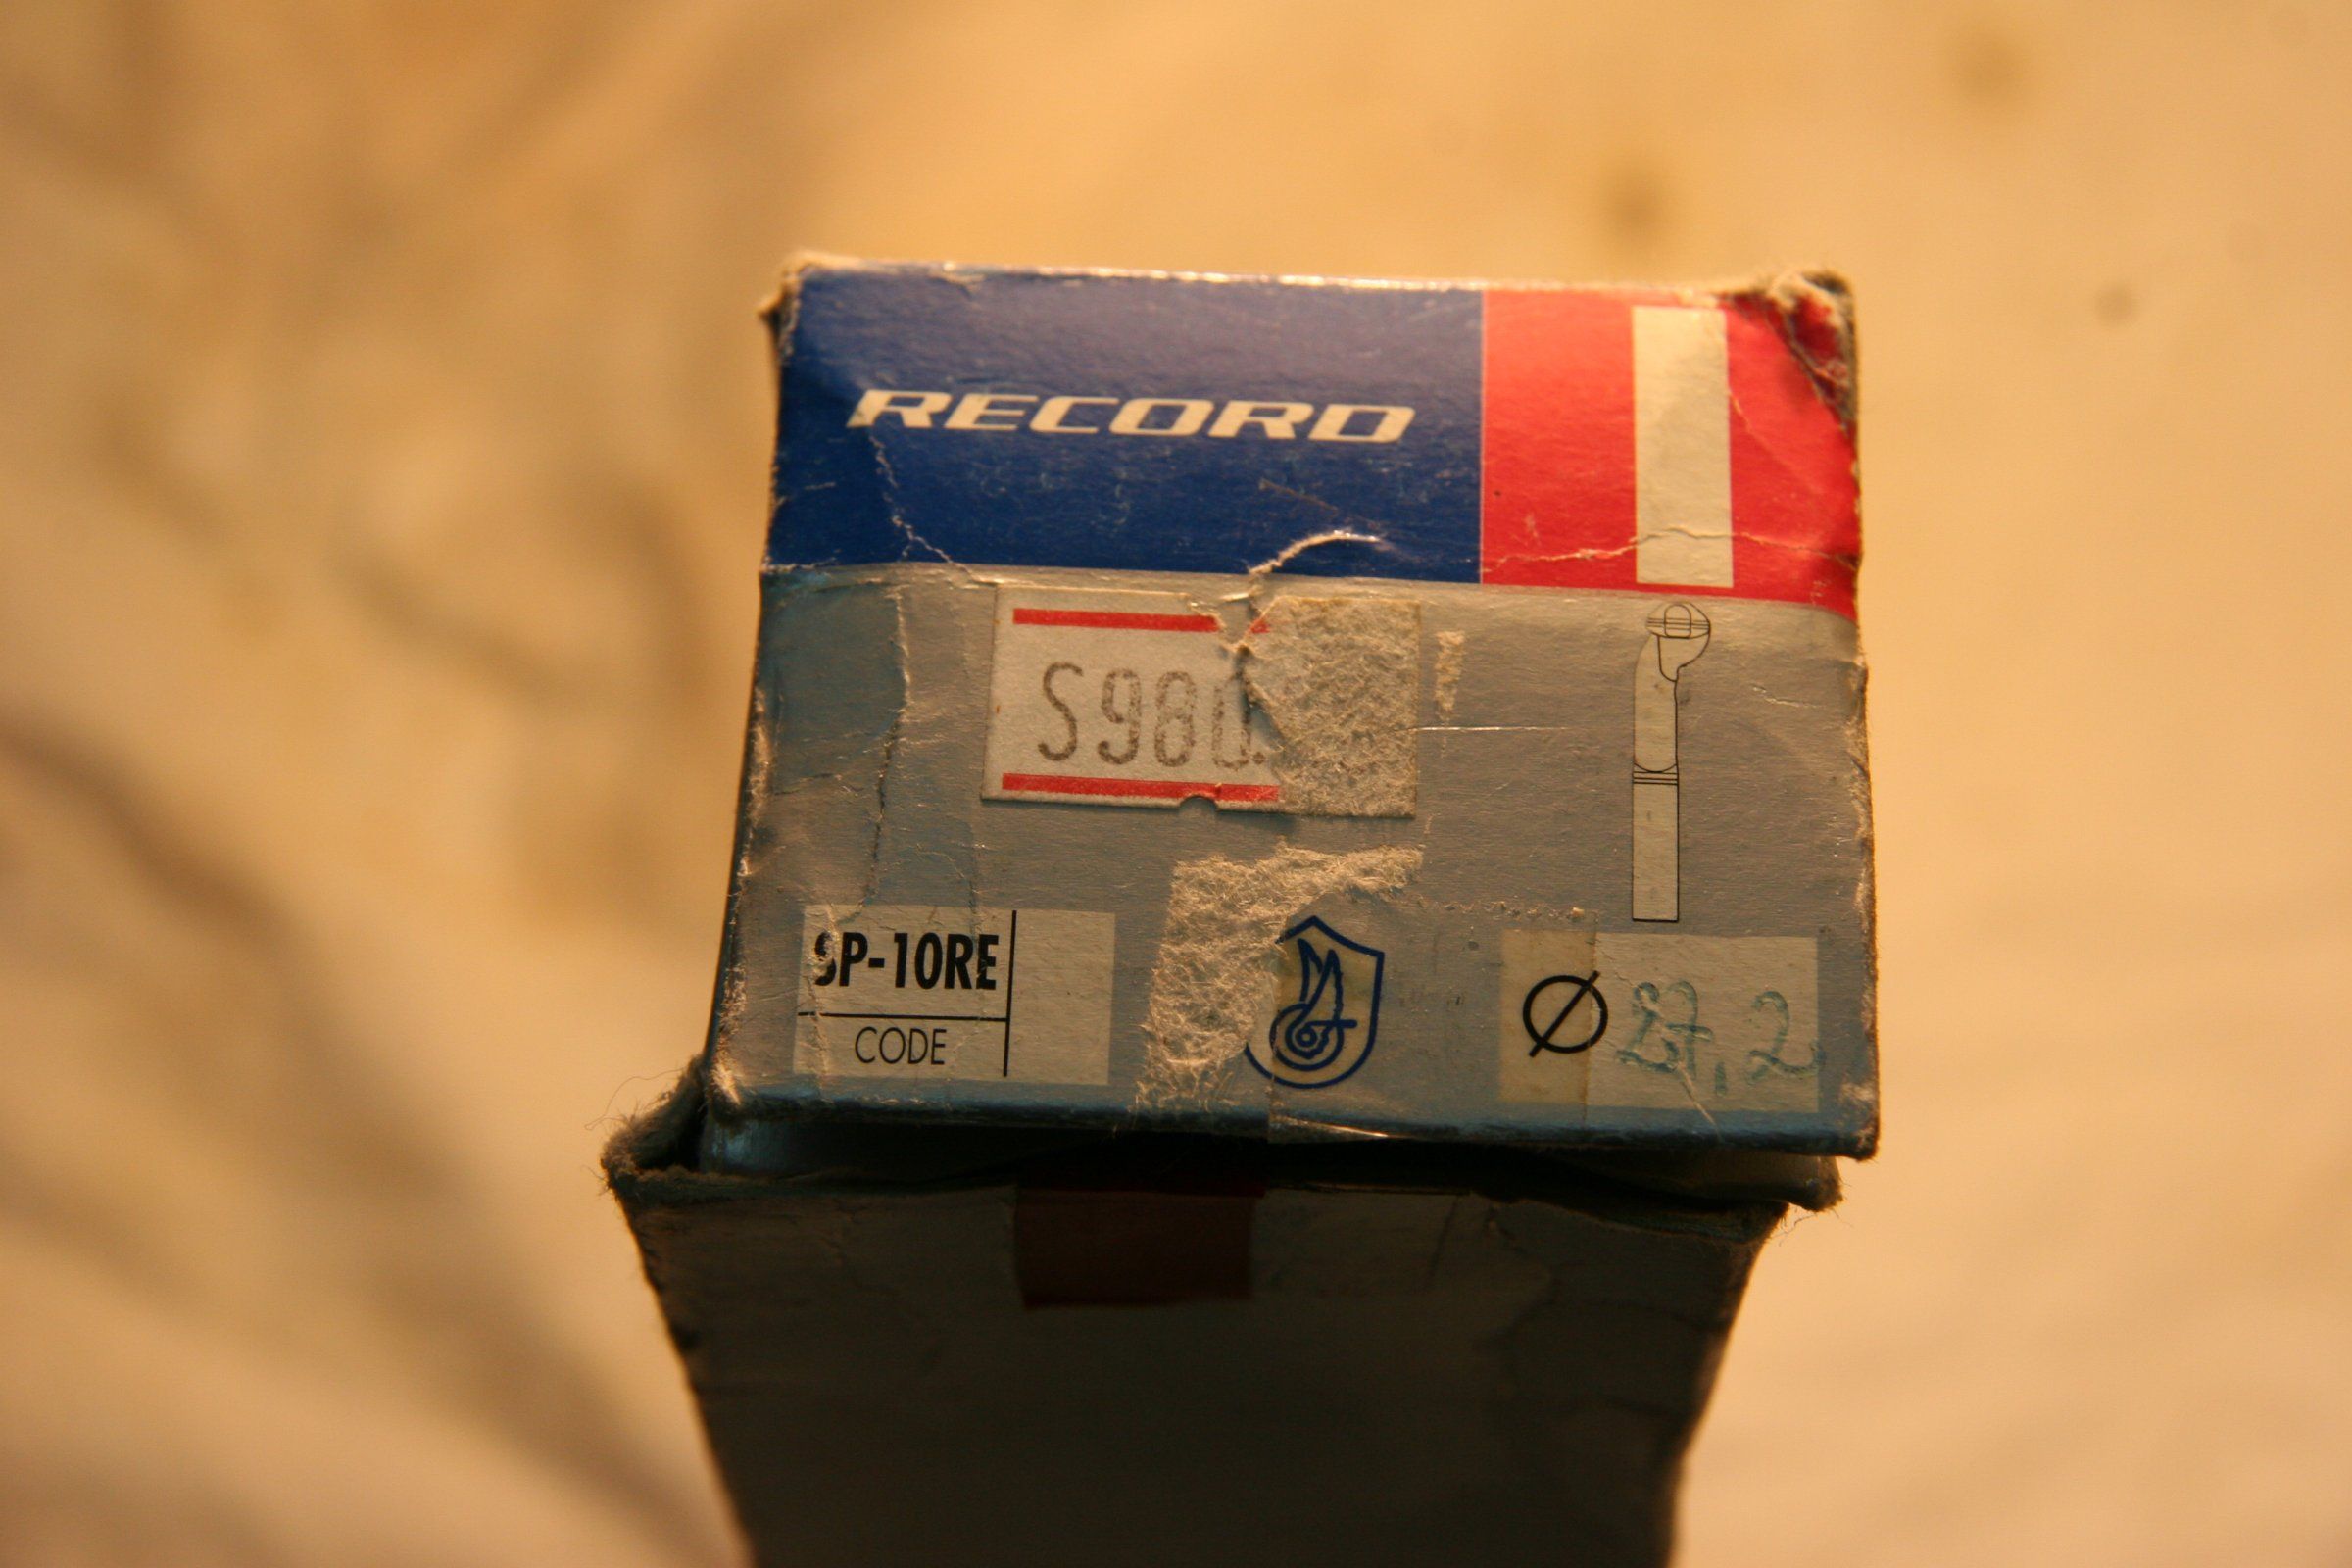 RECORD
S980.
SP-10RE
CODE
Ø 27,2